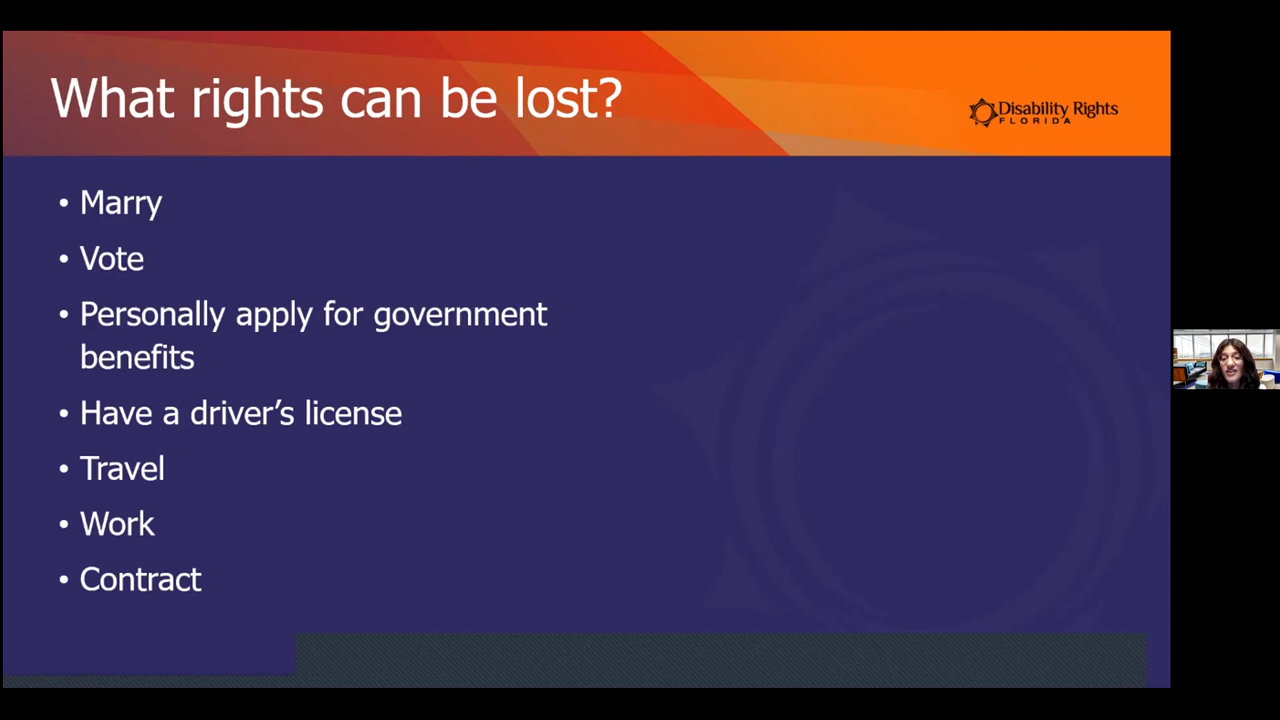 What rights can be lost?
Disability Rights
FLORIDA
• Marry
• Vote
• Personally apply for government
benefits
• Have a driver’s license
• Travel
• Work
• Contract